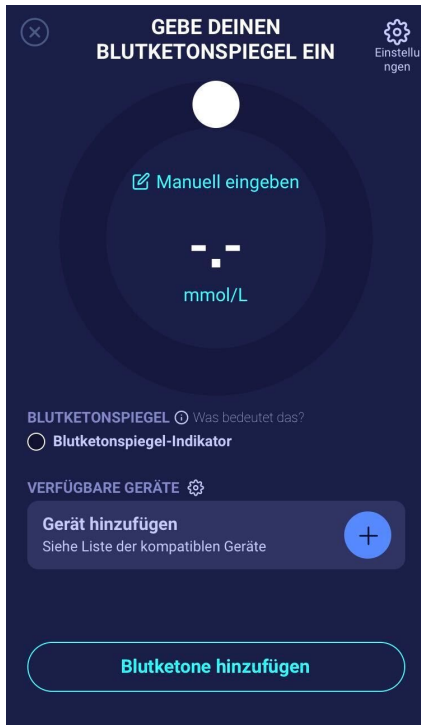 GEBE DEINEN
BLUTKETONSPIEGEL EIN
Einstellu
ngen
Manuell eingeben
-.-
mmol/L
BLUTKETONSPIEGEL Was bedeutet das?
Blutketonspiegel-Indikator
VERFÜGBARE GERÄTE
Gerät hinzufügen
Siehe Liste der kompatiblen Geräte
Blutketone hinzufügen